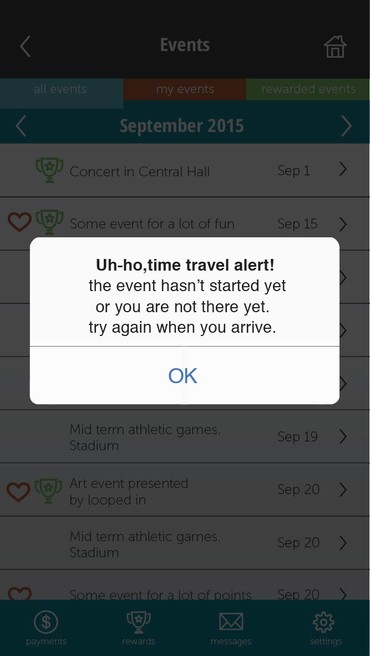 Events
all events
my events
rewarded events
September 2015
Concert in Central Hall
Sep 1
Some event for a lot of fun
Sep 15
Uh-ho,time travel alert!
the event hasn't started yet
or you are not there yet.
try again when you arrive.
OK
Mid term athletic games.
Stadium
Sep 19
Art event presented
by looped in
Sep 20
Mid term athletic games.
Stadium
Sep 20
Some event for a lot of points
Sep 20
payments
rewards
messages
settings